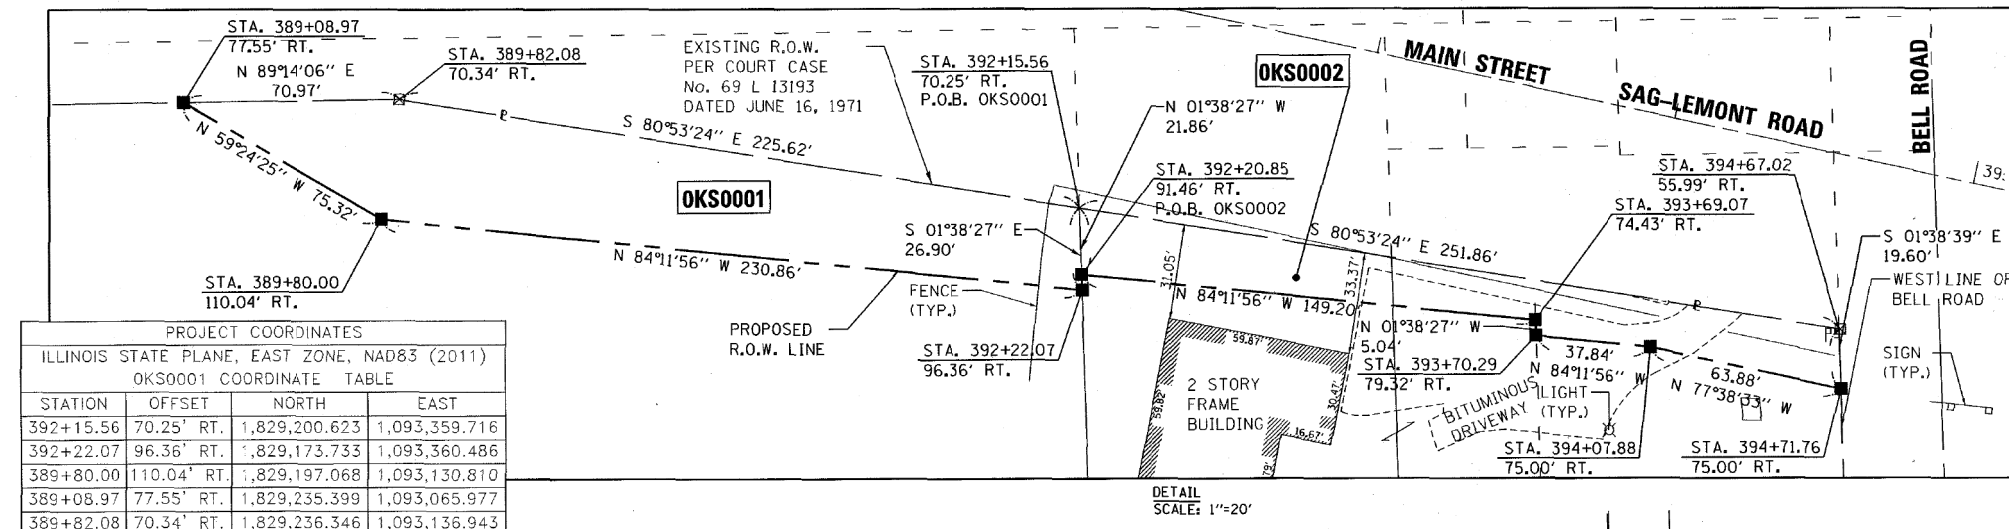 STA. 389+08.97
77.55' RT.
N 89°14'06" E
70.97'
STA. 389+82.08
70.34' RT.
EXISTING R.O.W.
PER COURT CASE
No. 69 L 13193
DATED JUNE 16, 1971
STA. 392+15.56
70.25' RT.
P.O.B. 0KS0001
0KS0002
MAIN STREET
SAG-LEMONT ROAD
BELL ROAD
N 01°38'27" W
21.86'
S 80°53'24" E 225.62'
N 59°24'25" W 75.32'
0KS0001
STA. 392+20.85
91.46' RT.
P.O.B. 0KS0002
STA. 394+67.02
55.99' RT.
39
STA. 393+69.07
74.43' RT.
S 01°38'27" E
26.90'
S 80°53'24" E 251.86'
S 01°38'39" E
19.60'
WEST LINE OF
BELL ROAD
N 84°11'56" W 230.86'
31.05'
33.37'
N 84°11'56" W 149.20'
STA. 389+80.00
110.04' RT.
FENCE
(TYP.)
PROPOSED
R.O.W. LINE
STA. 392+22.07
96.36' RT.
59.87'
N 01°38'27" W
5.04'
STA. 393+70.29
79.32' RT.
37.84'
N 84°11'56" W
63.88'
N 77°38'33" W
SIGN
(TYP.)
2 STORY
FRAME
BUILDING
59.82'
30.47'
16.67'
79'
BITUMINOUS
DRIVEWAY
LIGHT
(TYP.)
STA. 394+07.88
75.00' RT.
STA. 394+71.76
75.00' RT.
DETAIL
SCALE: 1"=20'
PROJECT COORDINATES
ILLINOIS STATE PLANE, EAST ZONE, NAD83 (2011)
0KS0001 COORDINATE TABLE
STATION OFFSET NORTH EAST
392+15.56 70.25' RT. 1,829,200.623 1,093,359.716
392+22.07 96.36' RT. 1,829,173.733 1,093,360.486
389+80.00 110.04' RT. 1,829,197.068 1,093,130.810
389+08.97 77.55' RT. 1,829,235.399 1,093,065.977
389+82.08 70.34' RT. 1,829,236.346 1,093,136.943